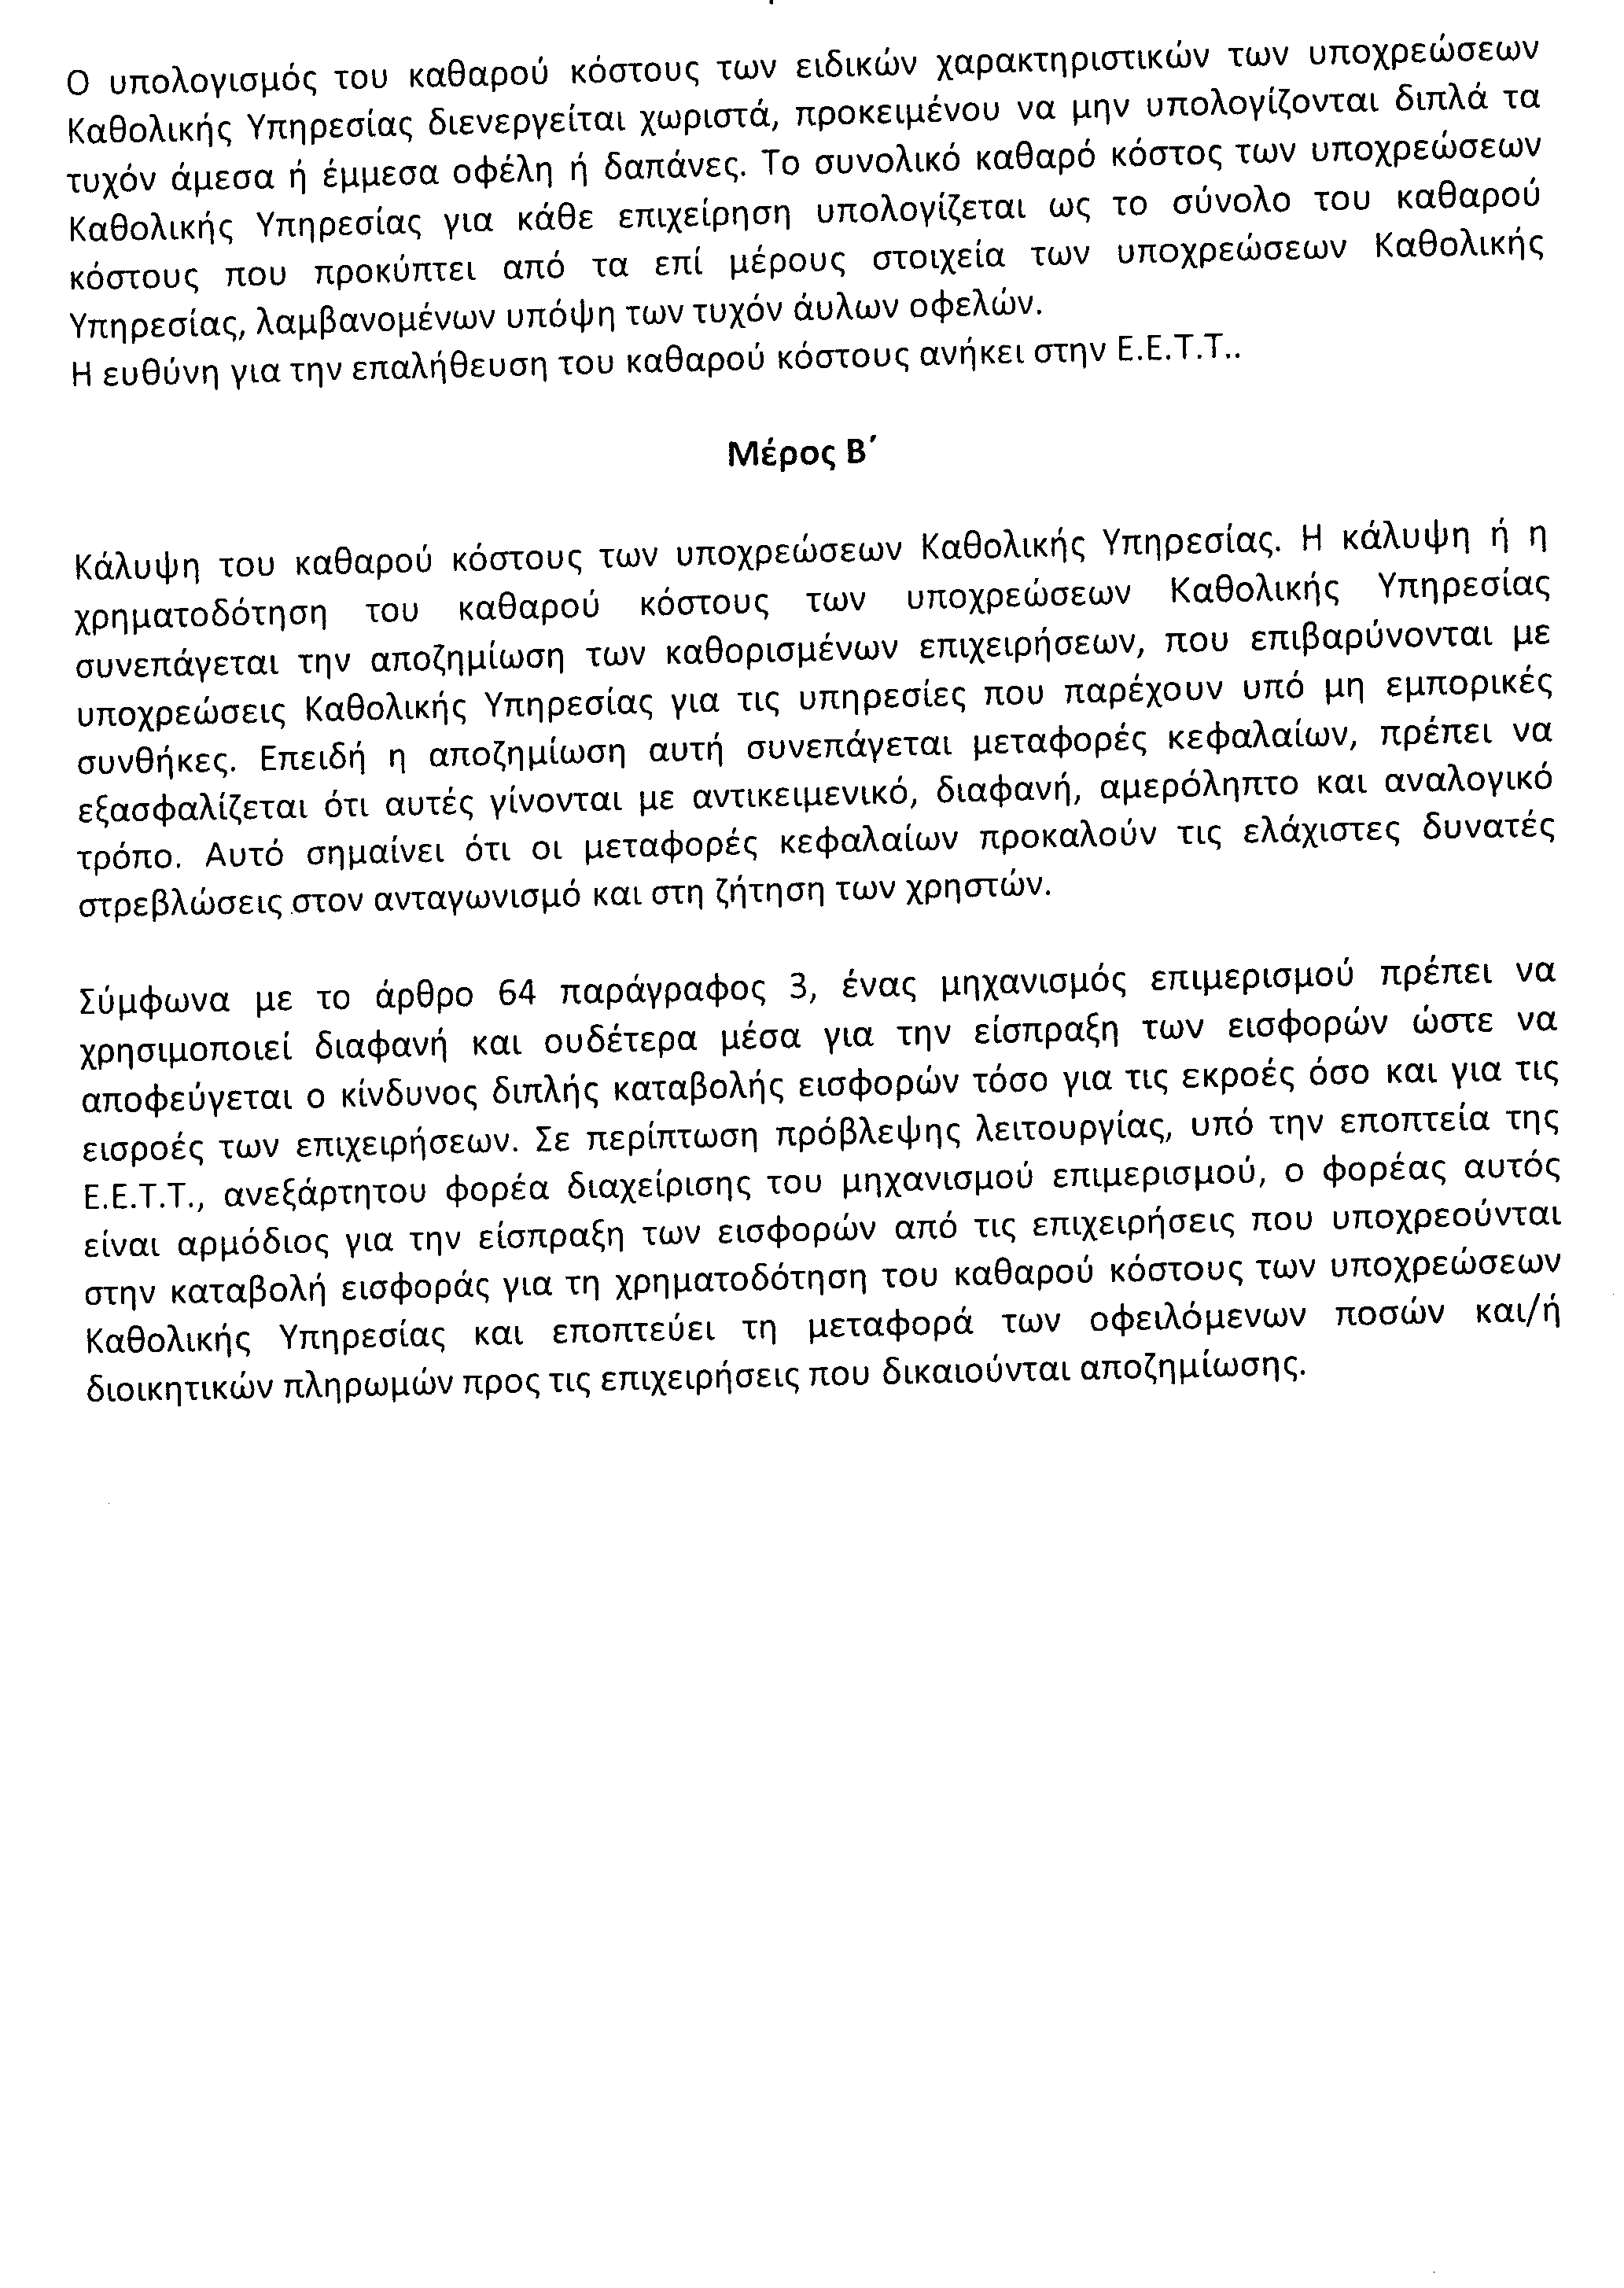 Ο υπολογισμός του καθαρού κόστους των ειδικών χαρακτηριστικών των υποχρεώσεων
Καθολικής Υπηρεσίας διενεργείται χωριστά, προκειμένου να μην υπολογίζονται διπλά τα
τυχόν άμεσα ή έμμεσα οφέλη ή δαπάνες. Το συνολικό καθαρό κόστος των υποχρεώσεων
Καθολικής Υπηρεσίας για κάθε επιχείρηση υπολογίζεται ως το σύνολο του καθαρού
κόστους που προκύπτει από τα επί μέρους στοιχεία των υποχρεώσεων Καθολικής
Υπηρεσίας, λαμβανομένων υπόψη των τυχόν άυλων οφελών.
Η ευθύνη για την επαλήθευση του καθαρού κόστους ανήκει στην Ε.Ε.Τ.Τ..
Μέρος Β΄
Κάλυψη του καθαρού κόστους των υποχρεώσεων Καθολικής Υπηρεσίας. Η κάλυψη ή η
χρηματοδότηση του καθαρού κόστους των υποχρεώσεων Καθολικής Υπηρεσίας
συνεπάγεται την αποζημίωση των καθορισμένων επιχειρήσεων, που επιβαρύνονται με
υποχρεώσεις Καθολικής Υπηρεσίας για τις υπηρεσίες που παρέχουν υπό μη εμπορικές
συνθήκες. Επειδή η αποζημίωση αυτή συνεπάγεται μεταφορές κεφαλαίων, πρέπει να
εξασφαλίζεται ότι αυτές γίνονται με αντικειμενικό, διαφανή, αμερόληπτο και αναλογικό
τρόπο. Αυτό σημαίνει ότι οι μεταφορές κεφαλαίων προκαλούν τις ελάχιστες δυνατές
στρεβλώσεις στον ανταγωνισμό και στη ζήτηση των χρηστών.
Σύμφωνα με το άρθρο 64 παράγραφος 3, ένας μηχανισμός επιμερισμού πρέπει να
χρησιμοποιεί διαφανή και ουδέτερα μέσα για την είσπραξη των εισφορών ώστε να
αποφεύγεται ο κίνδυνος διπλής καταβολής εισφορών τόσο για τις εκροές όσο και για τις
εισροές των επιχειρήσεων. Σε περίπτωση πρόβλεψης λειτουργίας, υπό την εποπτεία της
Ε.Ε.Τ.Τ., ανεξάρτητου φορέα διαχείρισης του μηχανισμού επιμερισμού, ο φορέας αυτός
είναι αρμόδιος για την είσπραξη των εισφορών από τις επιχειρήσεις που υποχρεούνται
στην καταβολή εισφοράς για τη χρηματοδότηση του καθαρού κόστους των υποχρεώσεων
Καθολικής Υπηρεσίας και εποπτεύει τη μεταφορά των οφειλόμενων ποσών και/ή
διοικητικών πληρωμών προς τις επιχειρήσεις που δικαιούνται αποζημίωσης.